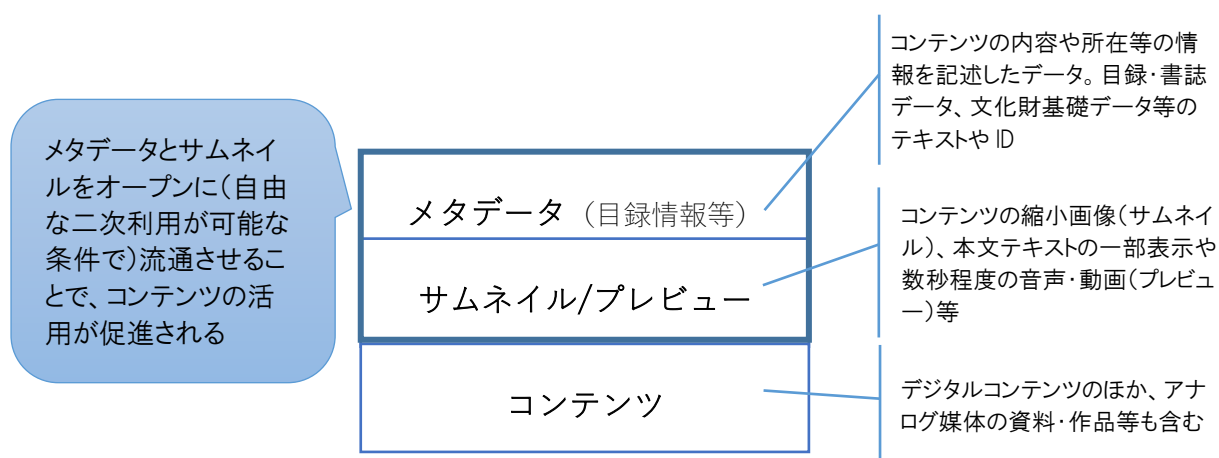 メタデータとサムネイ
ルをオープンに（自由
な二次利用が可能な
条件で）流通させるこ
とで、コンテンツの活
用が促進される
メタデータ（目録情報等）
サムネイル/プレビュー
コンテンツ
コンテンツの内容や所在等の情
報を記述したデータ。目録・書誌
データ、文化財基礎データ等の
テキストや ID
コンテンツの縮小画像（サムネイ
ル）、本文テキストの一部表示や
数秒程度の音声・動画（プレビュ
ー）等
デジタルコンテンツのほか、アナ
ログ媒体の資料・作品等も含む